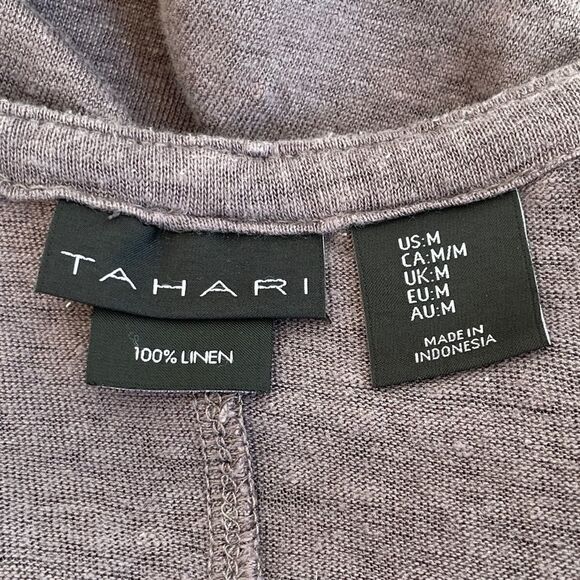 TAHARI
100% LINEN
US:M
CA:M/M
UK:M
EU:M
AU:M
MADE IN
INDONESIA